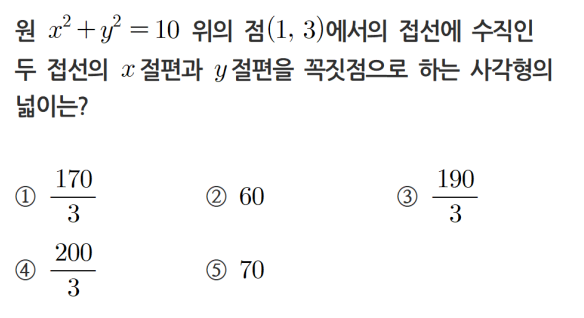 원 $x^2+y^2=10$ 위의 점$(1, 3)$에서의 접선에 수직인
두 접선의 $x$절편과 $y$절편을 꼭짓점으로 하는 사각형의
넓이는?
① $\frac{170}{3}$ ② $60$ ③ $\frac{190}{3}$
④ $\frac{200}{3}$ ⑤ $70$